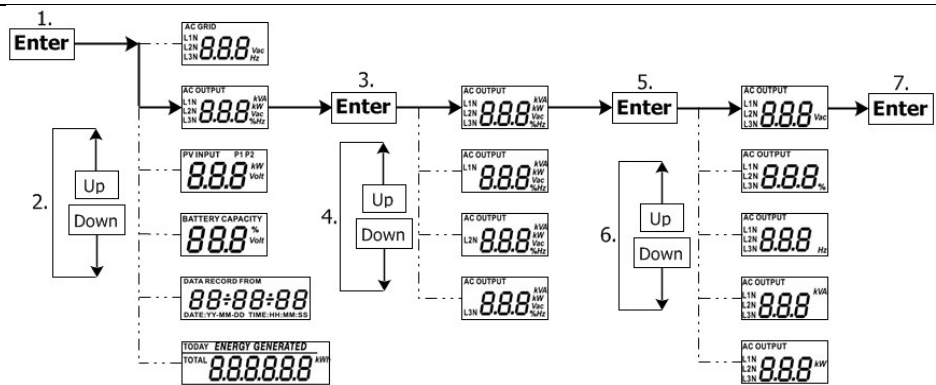 1.
Enter
2.
Up
Down
AC GRID
L1N
L2N
L3N
8.8.8 Vac
Hz
AC OUTPUT
L1N
L2N
L3N
8.8.8 kVA
kW
Vac
%Hz
PV INPUT P1 P2
8.8.8 kW
Volt
BATTERY CAPACITY
8.8.8 %
Volt
DATA RECORD FROM
88:88:88
DATE:YY-MM-DD TIME:HH:MM:SS
TODAY ENERGY GENERATED
TOTAL 8.8.8.8.8.8 kWh
3.
Enter
4.
Up
Down
AC OUTPUT
L1N
L2N
L3N
8.8.8 kVA
kW
Vac
%Hz
AC OUTPUT
L1N
8.8.8 kVA
kW
Vac
%Hz
AC OUTPUT
L2N 8.8.8 kVA
kW
Vac
%Hz
AC OUTPUT
L3N 8.8.8 kVA
kW
Vac
%Hz
5.
Enter
6.
Up
Down
AC OUTPUT
L1N
L2N
L3N 8.8.8 Vac
AC OUTPUT
L1N
L2N
L3N 8.8.8 %
AC OUTPUT
L1N
L2N
L3N 8.8.8 Hz
AC OUTPUT
L1N
L2N
L3N 8.8.8 kVA
AC OUTPUT
L1N
L2N
L3N 8.8.8 kW
7.
Enter